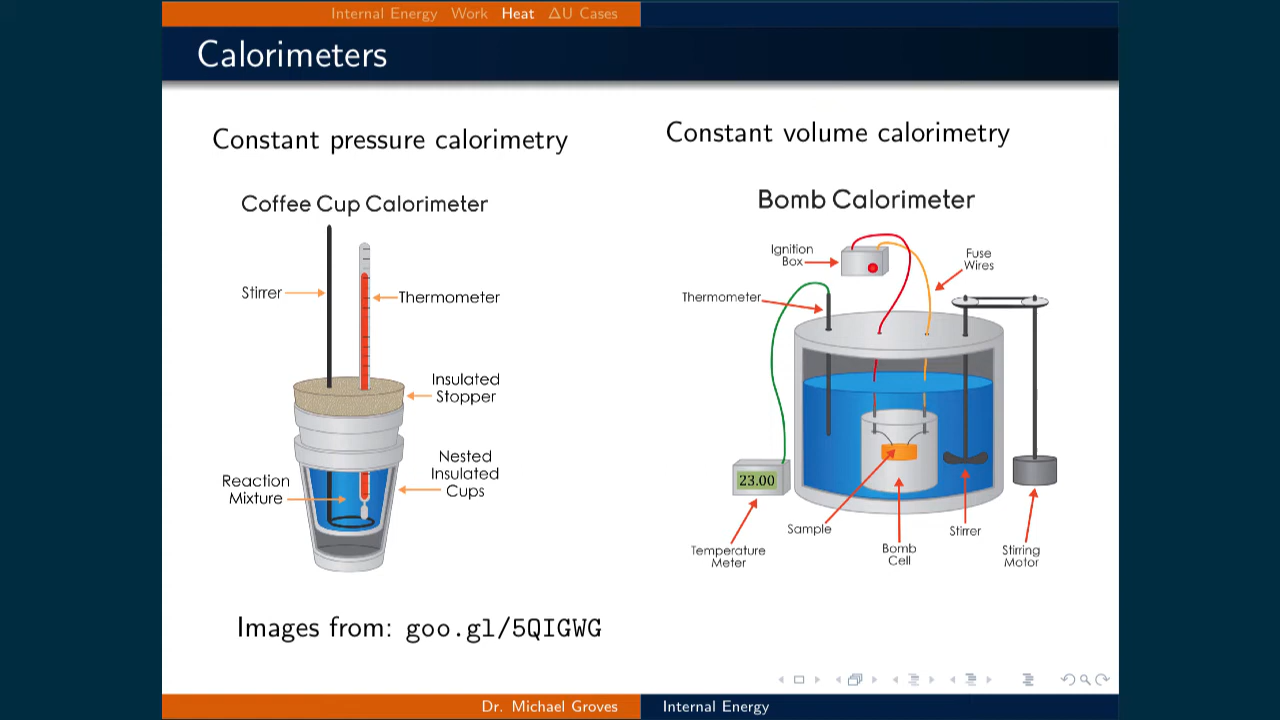 Internal Energy Work Heat ΔU Cases
Calorimeters
Constant pressure calorimetry
Coffee Cup Calorimeter
Stirrer
Thermometer
Insulated
Stopper
Nested
Insulated
Cups
Reaction
Mixture
Images from: goo.gl/5QIGWG
Constant volume calorimetry
Bomb Calorimeter
Ignition
Box
Fuse
Wires
Thermometer
23.00
Sample
Stirrer
Temperature
Meter
Bomb
Cell
Stirring
Motor
Dr. Michael Groves
Internal Energy